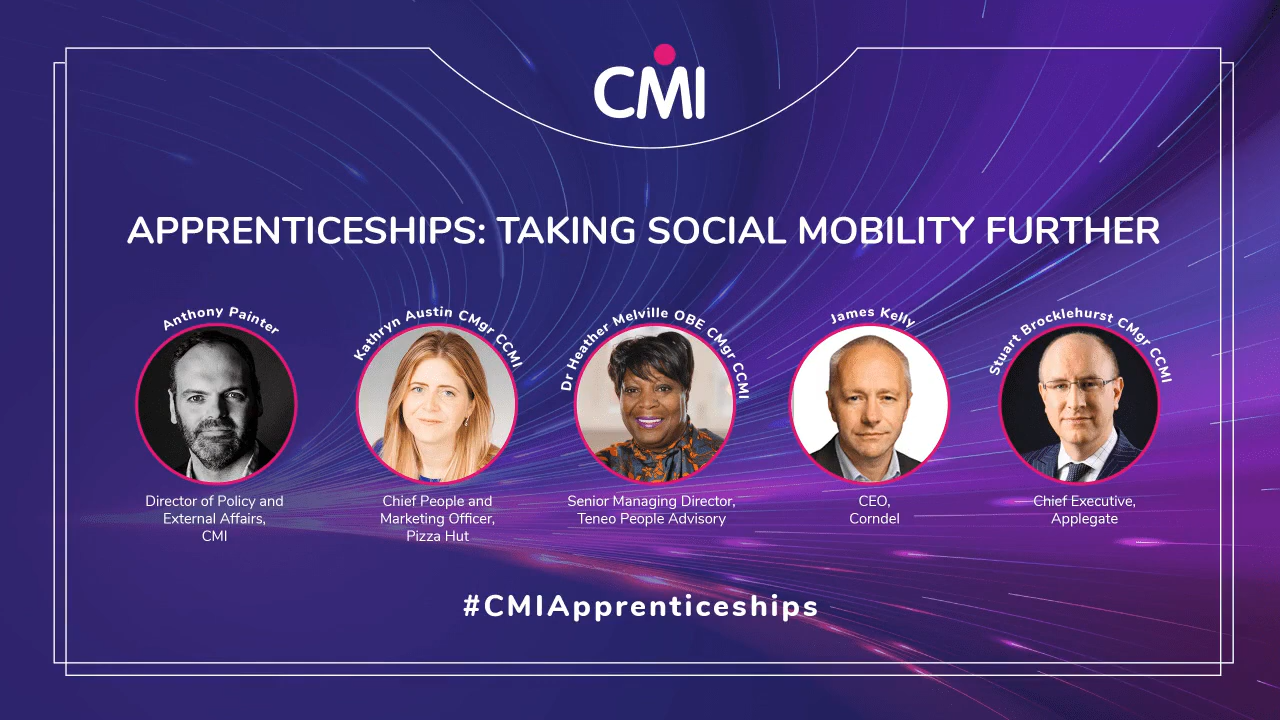 CMI
APPRENTICESHIPS: TAKING SOCIAL MOBILITY FURTHER
Anthony Painter
Director of Policy and
External Affairs,
CMI
Kathryn Austin CMgr CCMI
Chief People and
Marketing Officer,
Pizza Hut
Dr Heather Melville OBE CMgr CCMI
Senior Managing Director,
Teneo People Advisory
James Kelly
CEO,
Corndel
Stuart Brocklehurst CMgr CCMI
Chief Executive,
Applegate
#CMIApprenticeships